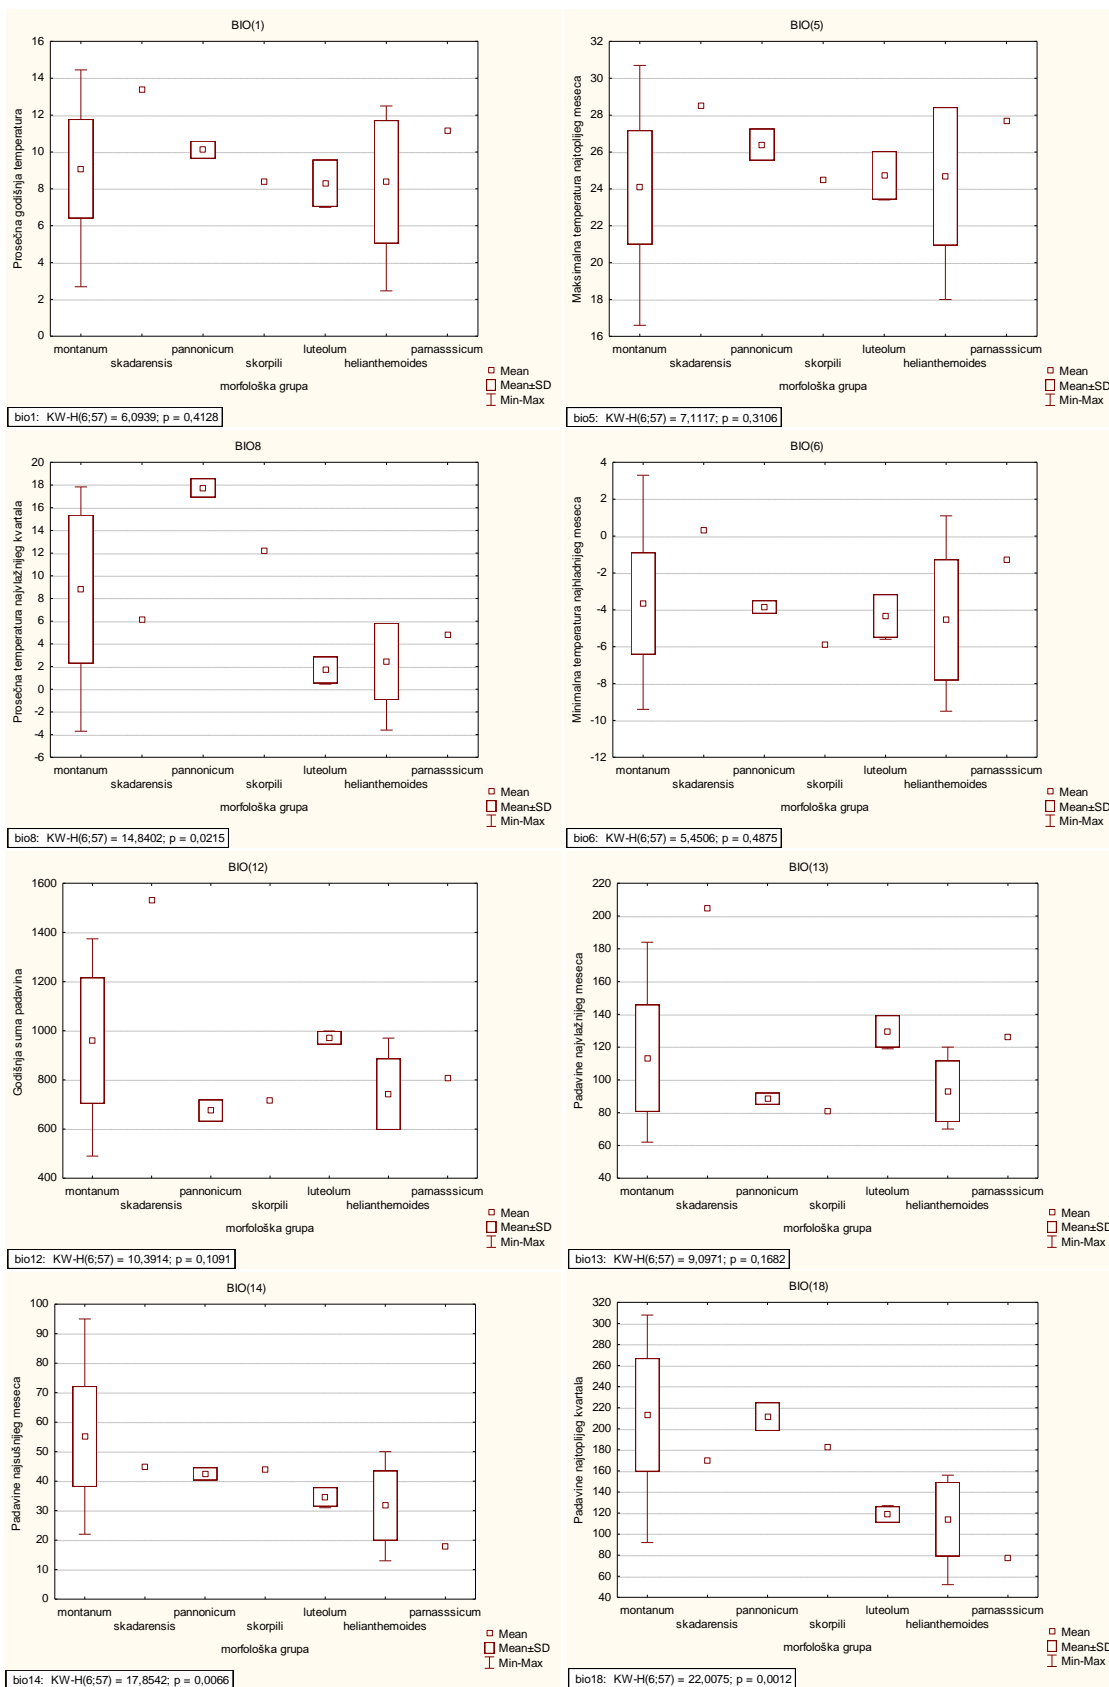 BIO(1)
Prosečna godišnja temperatura
16
14
12
10
8
6
4
2
0
montanum pannonicum luteolum parnasssicum
skadarensis skorpili helianthemoides
morfološka grupa
Mean
Mean±SD
Min-Max
bio1: KW-H(6;57) = 6,0939; p = 0,4128
BIO(5)
Maksimalna temperatura najtoplijeg meseca
32
30
28
26
24
22
20
18
16
montanum pannonicum luteolum parnasssicum
skadarensis skorpili helianthemoides
morfološka grupa
Mean
Mean±SD
Min-Max
bio5: KW-H(6;57) = 7,1117; p = 0,3106
BIO8
Prosečna temperatura najvlažnijeg kvartala
20
18
16
14
12
10
8
6
4
2
0
-2
-4
-6
montanum pannonicum luteolum parnasssicum
skadarensis skorpili helianthemoides
morfološka grupa
Mean
Mean±SD
Min-Max
bio8: KW-H(6;57) = 14,8402; p = 0,0215
BIO(6)
Minimalna temperatura najhladnijeg meseca
4
2
0
-2
-4
-6
-8
-10
-12
montanum pannonicum luteolum parnasssicum
skadarensis skorpili helianthemoides
morfološka grupa
Mean
Mean±SD
Min-Max
bio6: KW-H(6;57) = 5,4506; p = 0,4875
BIO(12)
Godišnja suma padavina
1600
1400
1200
1000
800
600
400
montanum pannonicum luteolum parnasssicum
skadarensis skorpili helianthemoides
morfološka grupa
Mean
Mean±SD
Min-Max
bio12: KW-H(6;57) = 10,3914; p = 0,1091
BIO(13)
Padavine najvlažnijeg meseca
220
200
180
160
140
120
100
80
60
40
montanum pannonicum luteolum parnasssicum
skadarensis skorpili helianthemoides
morfološka grupa
Mean
Mean±SD
Min-Max
bio13: KW-H(6;57) = 9,0971; p = 0,1682
BIO(14)
Padavine najsušnijeg meseca
100
90
80
70
60
50
40
30
20
10
0
montanum pannonicum luteolum parnasssicum
skadarensis skorpili helianthemoides
morfološka grupa
Mean
Mean±SD
Min-Max
bio14: KW-H(6;57) = 17,8542; p = 0,0066
BIO(18)
Padavine najtoplijeg kvartala
320
300
280
260
240
220
200
180
160
140
120
100
80
60
40
montanum pannonicum luteolum parnasssicum
skadarensis skorpili helianthemoides
morfološka grupa
Mean
Mean±SD
Min-Max
bio18: KW-H(6;57) = 22,0075; p = 0,0012